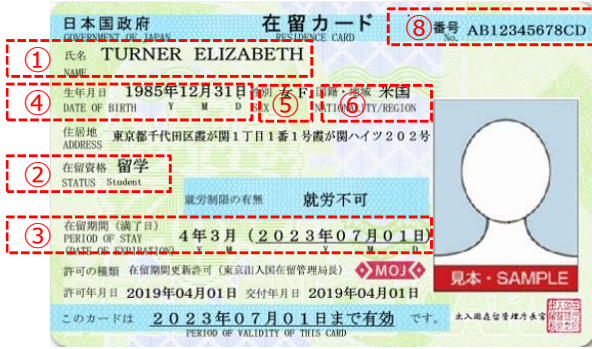 日本国政府 在留カード ⑧ 番号 AB12345678CD
GOVERNMENT OF JAPAN RESIDENCE CARD No.
① 氏名 TURNER ELIZABETH
NAME
④ 生年月日 1985年12月31日 性別 女 F. 国籍・地域 米国
DATE OF BIRTH Y M D ⑤ SEX ⑥ NATIONALITY/REGION
住居地 東京都千代田区霞が関1丁目1番1号霞が関ハイツ202号
ADDRESS
② 在留資格 留学
STATUS Student
就労制限の有無 就労不可
③ 在留期間(満了日) 4年3月(2023年07月01日)
PERIOD OF STAY
(DATE OF EXPIRATION) Y M Y M D
許可の種類 在留期間更新許可(東京出入国在留管理局長) MOJ
見本・SAMPLE
許可年月日 2019年04月01日 交付年月日 2019年04月01日
このカードは 2023年07月01日まで有効 です。
PERIOD OF VALIDITY OF THIS CARD
出入国在留管理庁長官